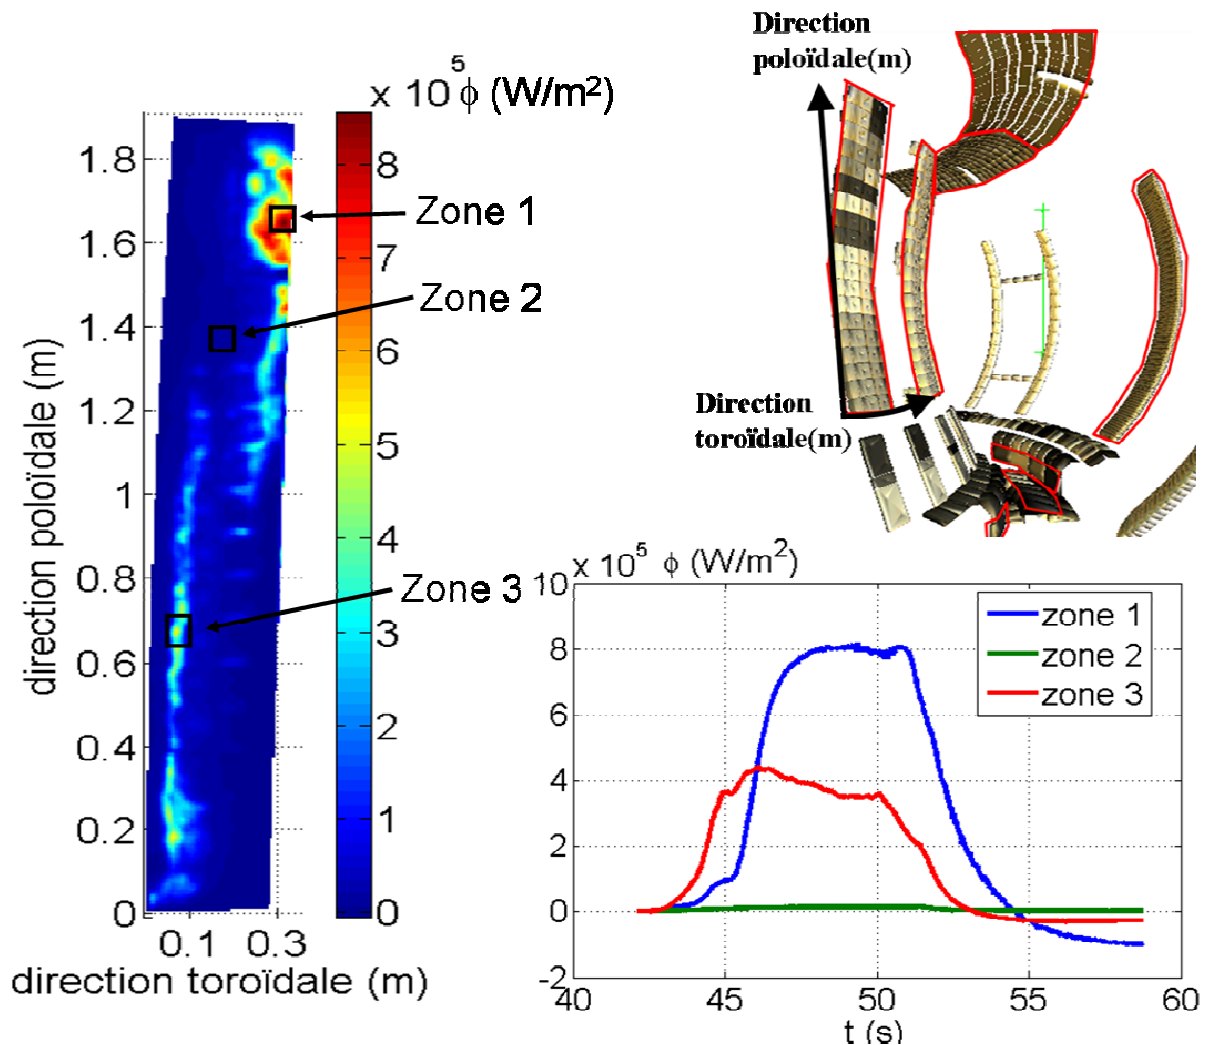 x 10⁵ ϕ (W/m²)
1.8
1.6
1.4
1.2
1
0.8
0.6
0.4
0.2
0
0.1
0.3
direction poloïdale (m)
direction toroïdale (m)
8
7
6
5
4
3
2
1
0
Zone 1
Zone 2
Zone 3
Direction
poloïdale(m)
Direction
toroïdale(m)
x 10⁵ ϕ (W/m²)
10
8
6
4
2
0
-2
40
45
50
55
60
t (s)
zone 1
zone 2
zone 3